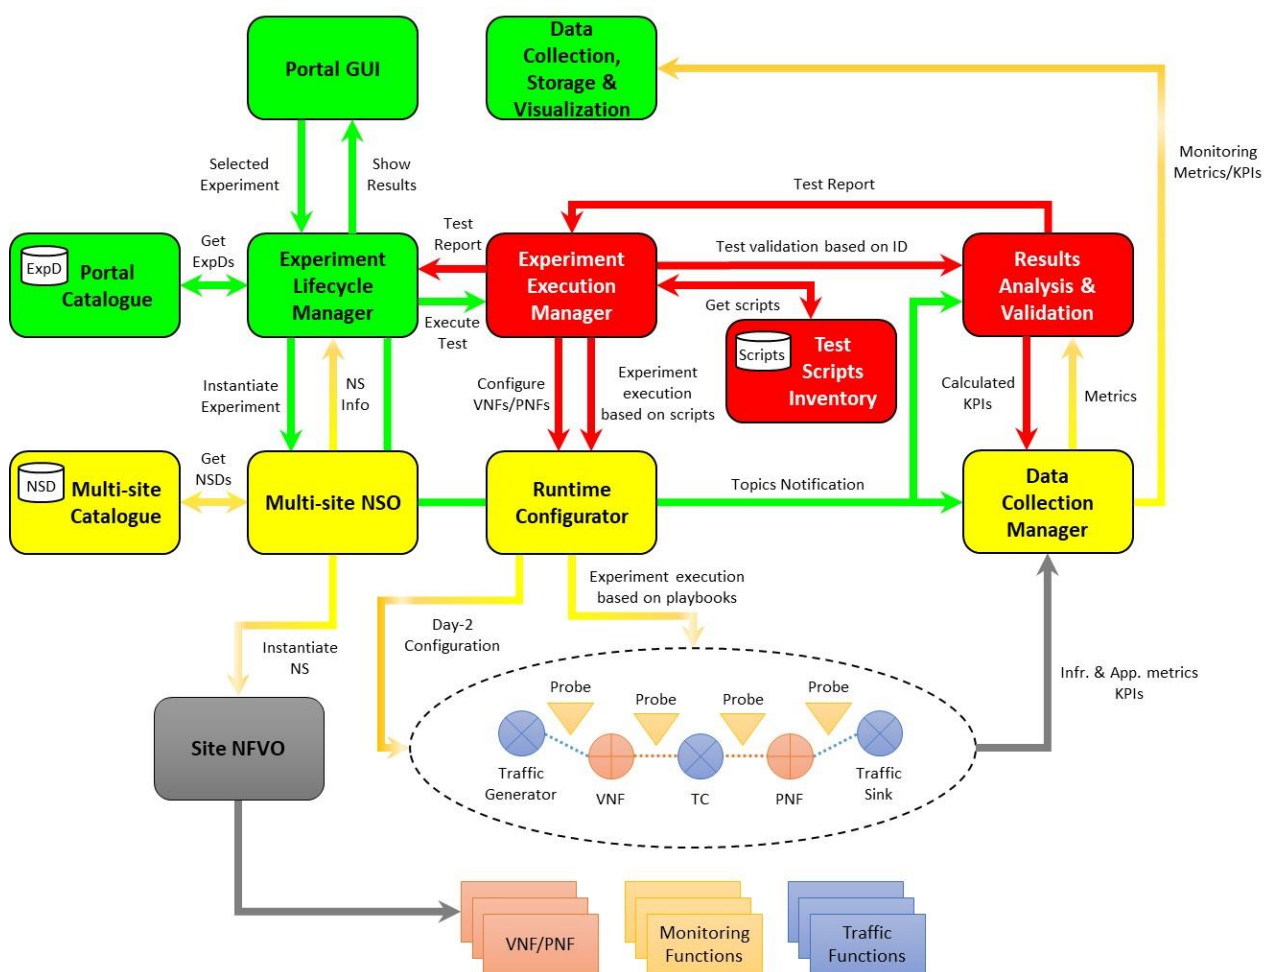 Portal GUI
Data
Collection,
Storage &
Visualization
Selected
Experiment
Show
Results
Monitoring
Metrics/KPIs
Test Report
ExpD
Portal
Catalogue
Get
ExpDs
Experiment
Lifecycle
Manager
Test
Report
Execute
Test
Experiment
Execution
Manager
Test validation based on ID
Get scripts
Results
Analysis &
Validation
Scripts
Test
Scripts
Inventory
Instantiate
Experiment
NS
Info
Configure
VNFs/PNFs
Experiment
execution
based on scripts
Calculated
KPIs
Metrics
NSD
Multi-site
Catalogue
Get
NSDs
Multi-site NSO
Runtime
Configurator
Topics Notification
Data
Collection
Manager
Experiment execution
based on playbooks
Day-2
Configuration
Instantiate
NS
Infr. & App. metrics
KPIs
Site NFVO
Probe
Probe
Probe
Probe
Traffic
Generator
VNF
TC
PNF
Traffic
Sink
VNF/PNF
Monitoring
Functions
Traffic
Functions